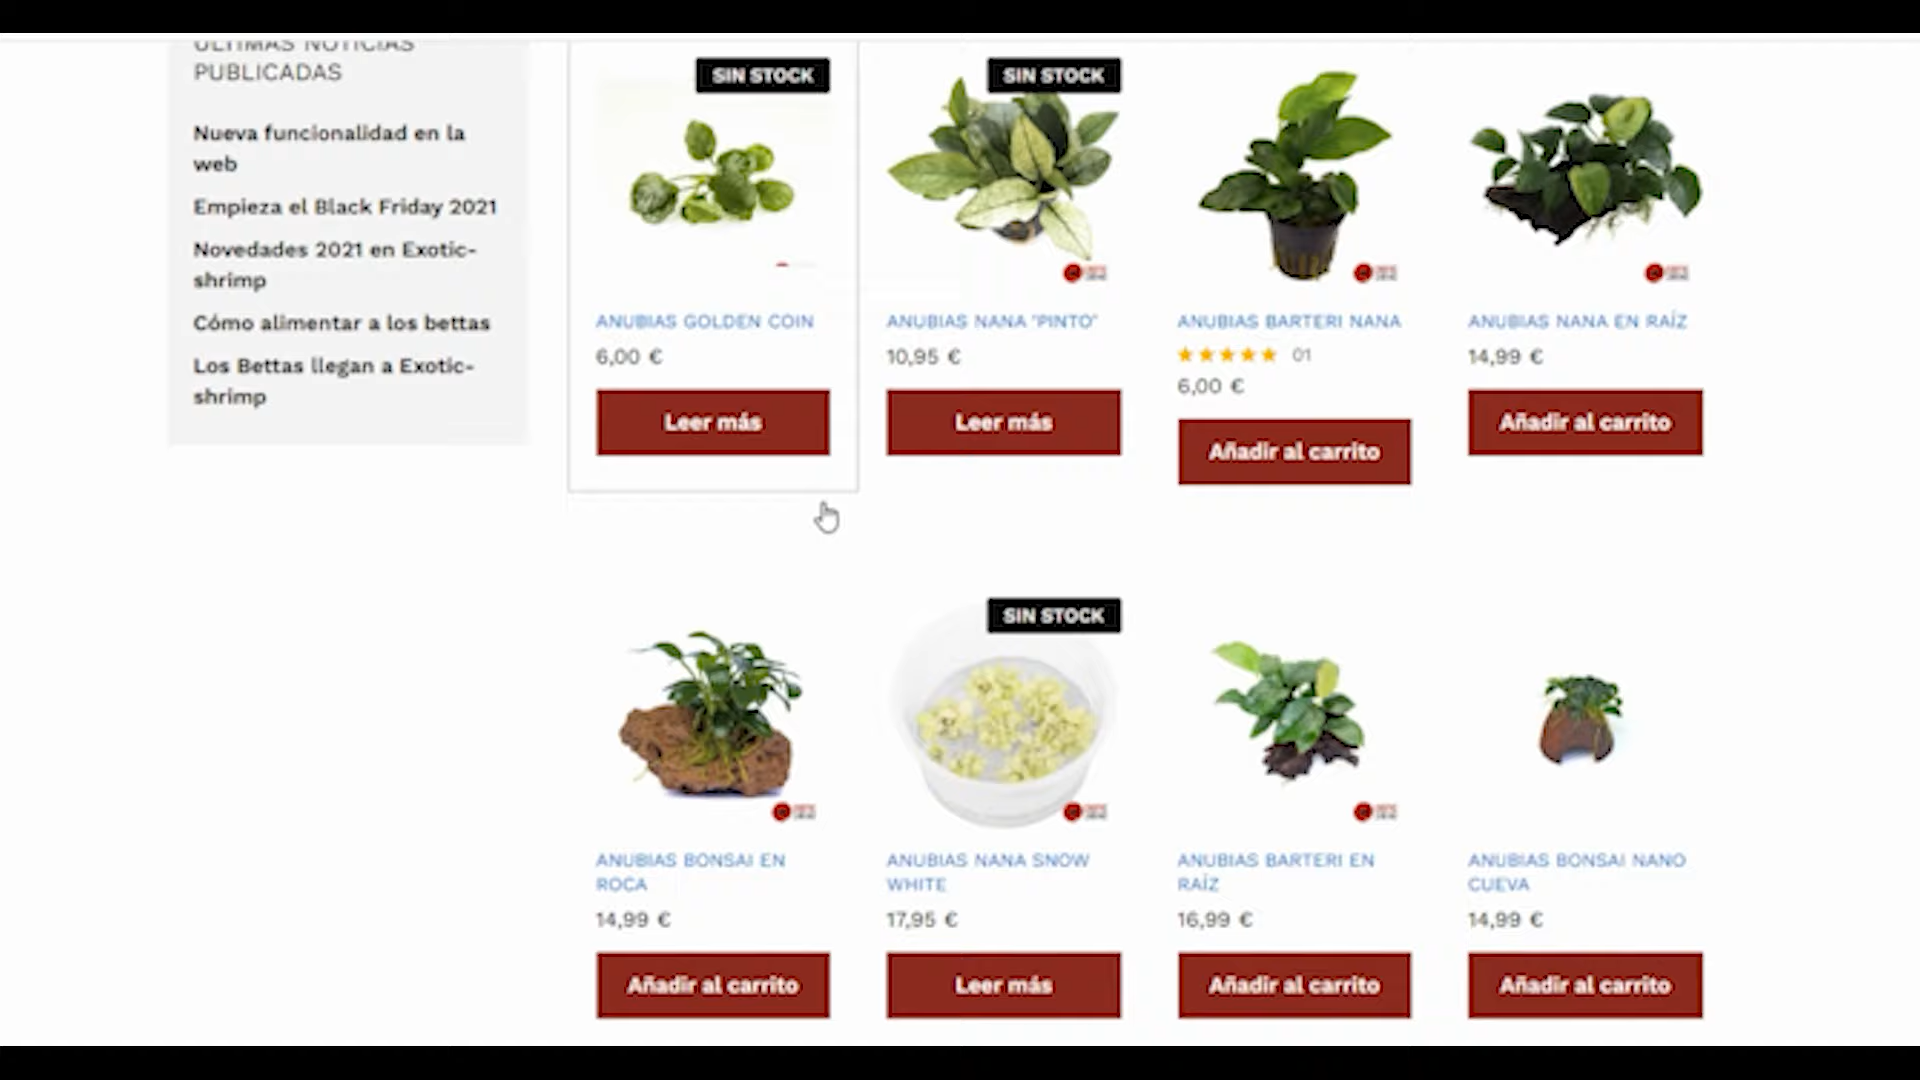 ÚLTIMAS NOTICIAS
PUBLICADAS
Nueva funcionalidad en la
web
Empieza el Black Friday 2021
Novedades 2021 en Exotic-
shrimp
Cómo alimentar a los bettas
Los Bettas llegan a Exotic-
shrimp
SIN STOCK
ANUBIAS GOLDEN COIN
6,00 €
Leer más
SIN STOCK
ANUBIAS NANA "PINTO"
10,95 €
Leer más
ANUBIAS BARTERI NANA
01
6,00 €
Añadir al carrito
ANUBIAS NANA EN RAÍZ
14,99 €
Añadir al carrito
ANUBIAS BONSAI EN
ROCA
14,99 €
Añadir al carrito
SIN STOCK
ANUBIAS NANA SNOW
WHITE
17,95 €
Leer más
ANUBIAS BARTERI EN
RAÍZ
16,99 €
Añadir al carrito
ANUBIAS BONSAI NANO
CUEVA
14,99 €
Añadir al carrito